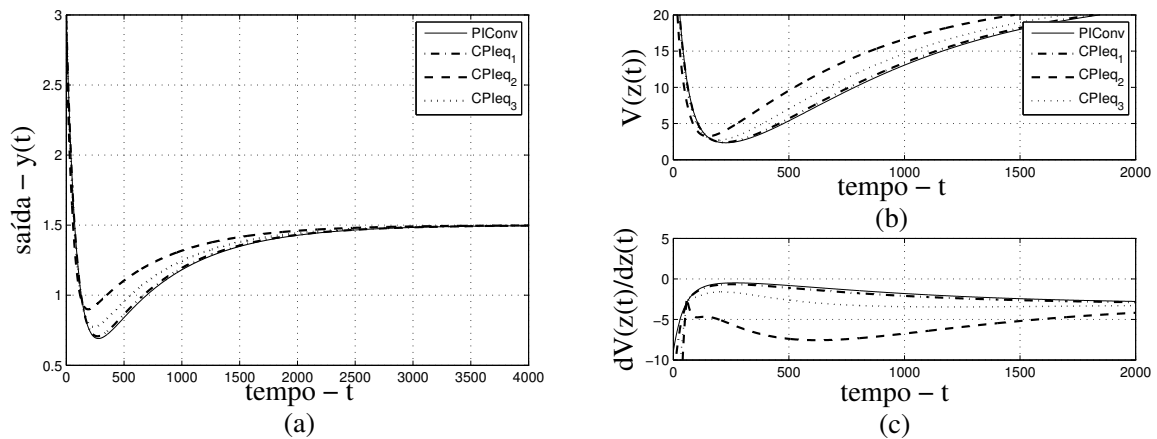 3
2.5
2
1.5
1
0.5
saída − y(t)
0 500 1000 1500 2000 2500 3000 3500 4000
tempo − t
(a)
PIConv
CPIeq1
CPIeq2
CPIeq3
20
15
10
5
0
V(z(t))
0 500 1000 1500 2000
tempo − t
(b)
PIConv
CPIeq1
CPIeq2
CPIeq3
5
0
−5
−10
dV(z(t)/dz(t)
0 500 1000 1500 2000
tempo − t
(c)